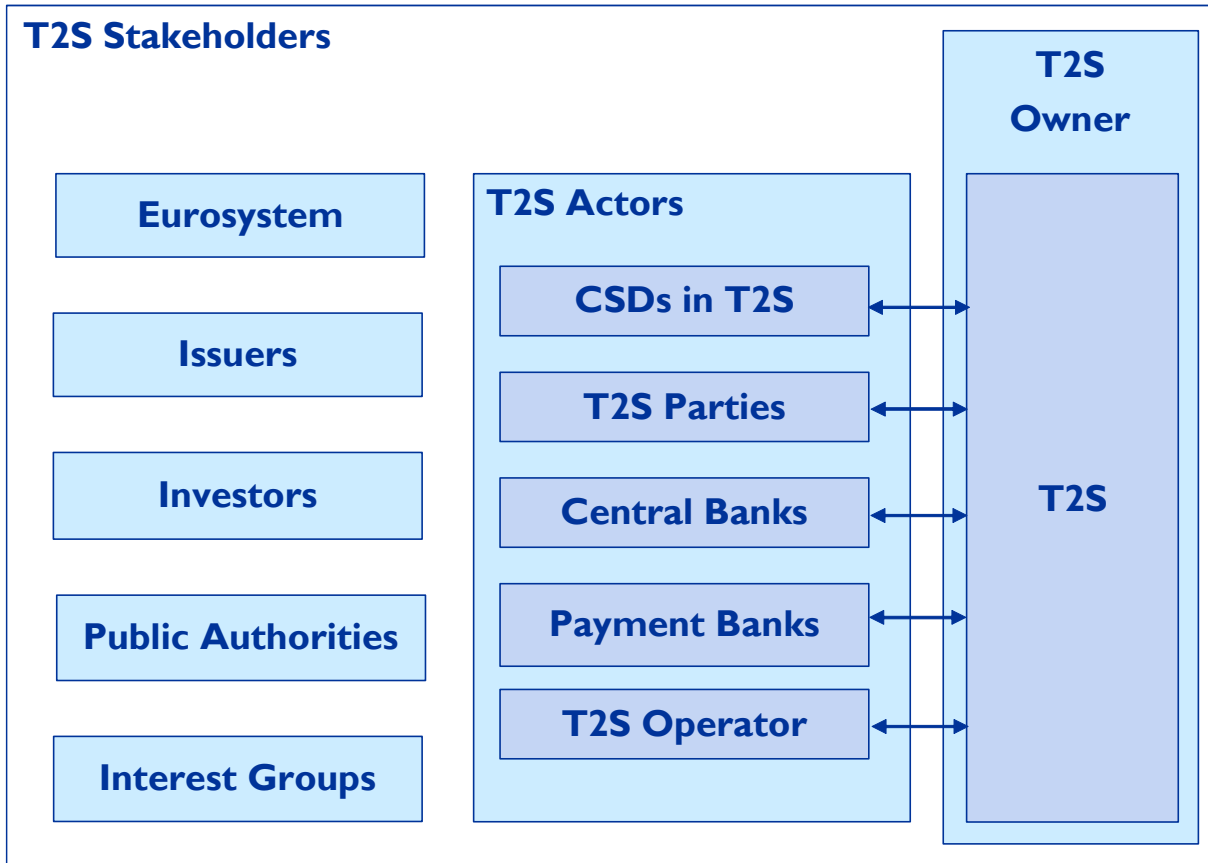 T2S Stakeholders
Eurosystem
Issuers
Investors
Public Authorities
Interest Groups
T2S Actors
CSDs in T2S
T2S Parties
Central Banks
Payment Banks
T2S Operator
T2S
Owner
T2S